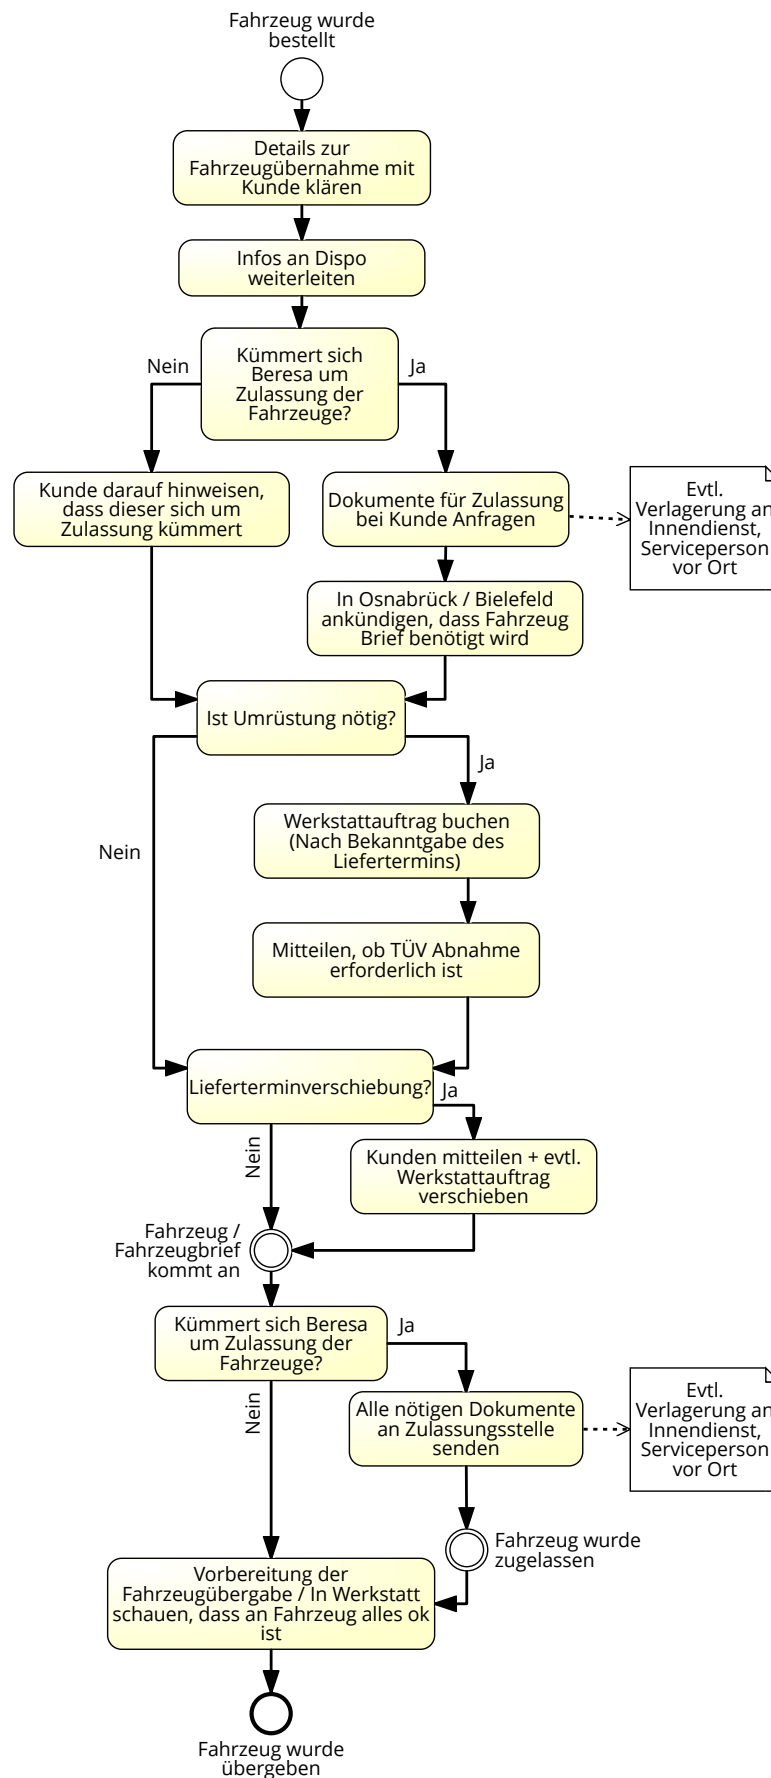 Fahrzeug wurde
bestellt
Details zur
Fahrzeugübernahme mit
Kunde klären
Infos an Dispo
weiterleiten
Kümmert sich
Beresa um
Zulassung der
Fahrzeuge?
Nein
Ja
Kunde darauf hinweisen,
dass dieser sich um
Zulassung kümmert
Dokumente für Zulassung
bei Kunde Anfragen
Evtl.
Verlagerung an
Innendienst,
Serviceperson
vor Ort
In Osnabrück / Bielefeld
ankündigen, dass Fahrzeug
Brief benötigt wird
Ist Umrüstung nötig?
Ja
Nein
Werkstattauftrag buchen
(Nach Bekanntgabe des
Liefertermins)
Mitteilen, ob TÜV Abnahme
erforderlich ist
Lieferterminverschiebung?
Ja
Nein
Kunden mitteilen + evtl.
Werkstattauftrag
verschieben
Fahrzeug /
Fahrzeugbrief
kommt an
Kümmert sich Beresa
um Zulassung der
Fahrzeuge?
Ja
Nein
Alle nötigen Dokumente
an Zulassungsstelle
senden
Evtl.
Verlagerung an
Innendienst,
Serviceperson
vor Ort
Fahrzeug wurde
zugelassen
Vorbereitung der
Fahrzeugübergabe / In Werkstatt
schauen, dass an Fahrzeug alles ok
ist
Fahrzeug wurde
übergeben